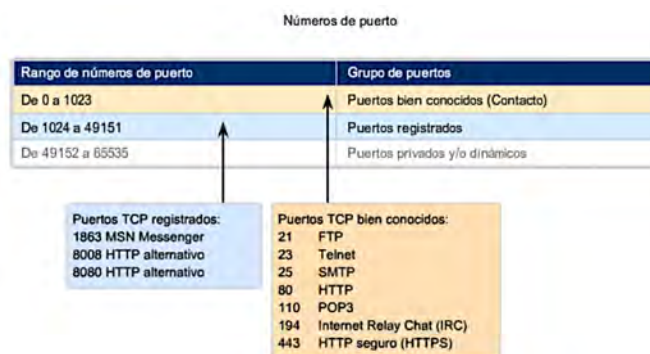 Números de puerto
Rango de números de puerto Grupo de puertos
De 0 a 1023 Puertos bien conocidos (Contacto)
De 1024 a 49151 Puertos registrados
De 49152 a 65535 Puertos privados y/o dinámicos
Puertos TCP registrados:
1863 MSN Messenger
8008 HTTP alternativo
8080 HTTP alternativo
Puertos TCP bien conocidos:
21 FTP
23 Telnet
25 SMTP
80 HTTP
110 POP3
194 Internet Relay Chat (IRC)
443 HTTP seguro (HTTPS)